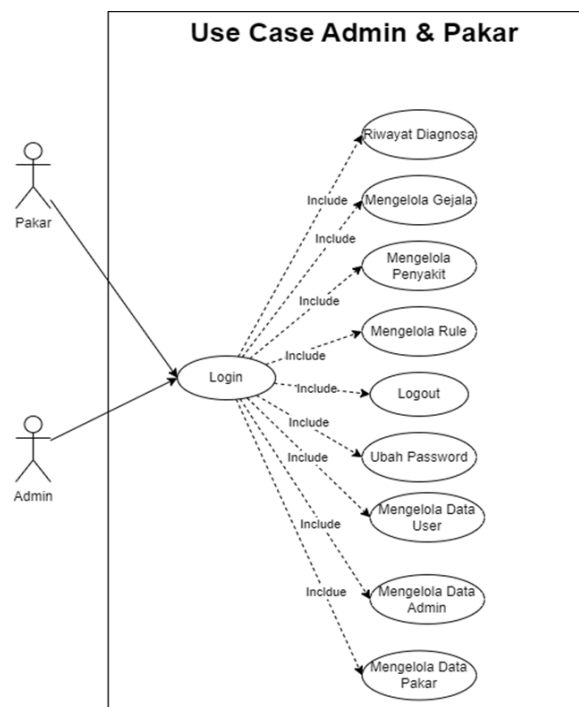 Use Case Admin & Pakar
Riwayat Diagnosa
Include
Mengelola Gejala
Pakar
Include
Mengelola
Penyakit
Include
Mengelola Rule
Include
Login
Include
Logout
Include
Ubah Password
Include
Admin
Mengelola Data
User
Include
Mengelola Data
Admin
Incldue
Mengelola Data
Pakar